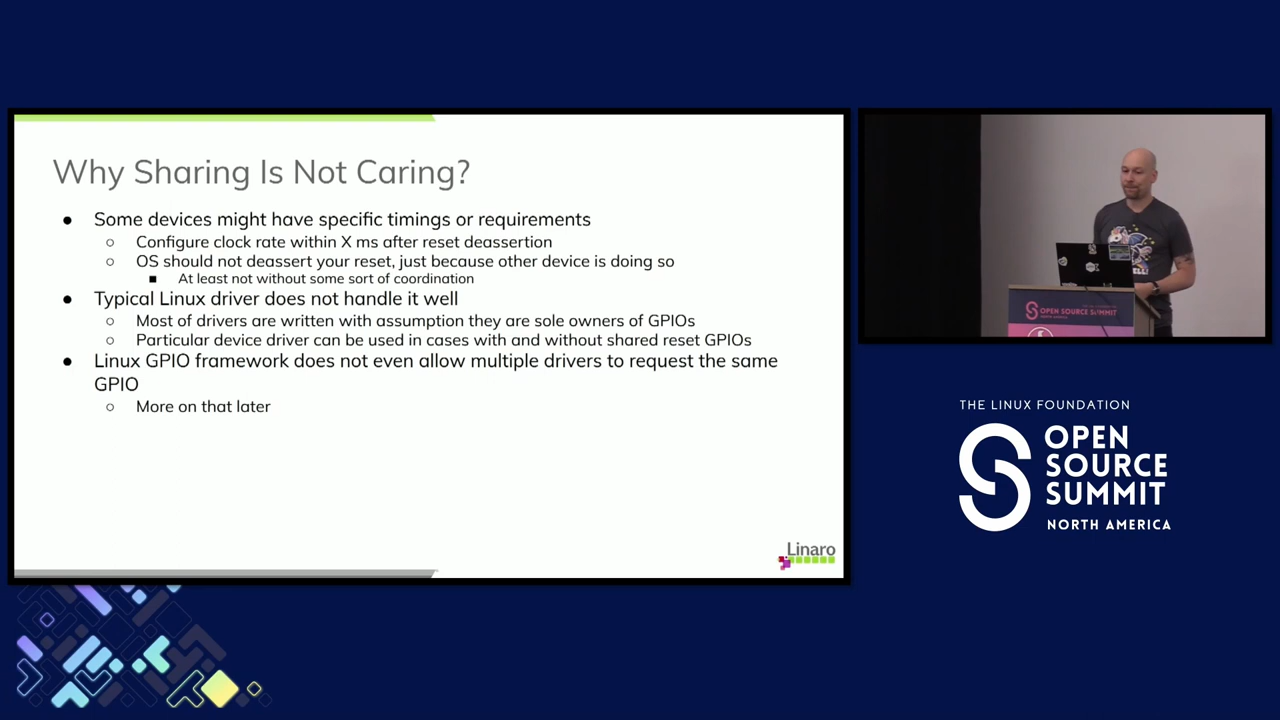 Why Sharing Is Not Caring?
● Some devices might have specific timings or requirements
○ Configure clock rate within X ms after reset deassertion
○ OS should not deassert your reset, just because other device is doing so
■ At least not without some sort of coordination
● Typical Linux driver does not handle it well
○ Most of drivers are written with assumption they are sole owners of GPIOs
○ Particular device driver can be used in cases with and without shared reset GPIOs
● Linux GPIO framework does not even allow multiple drivers to request the same
GPIO
○ More on that later
Linaro
OPEN SOURCE SUMMIT
THE LINUX FOUNDATION
OPEN
SOURCE
SUMMIT
NORTH AMERICA